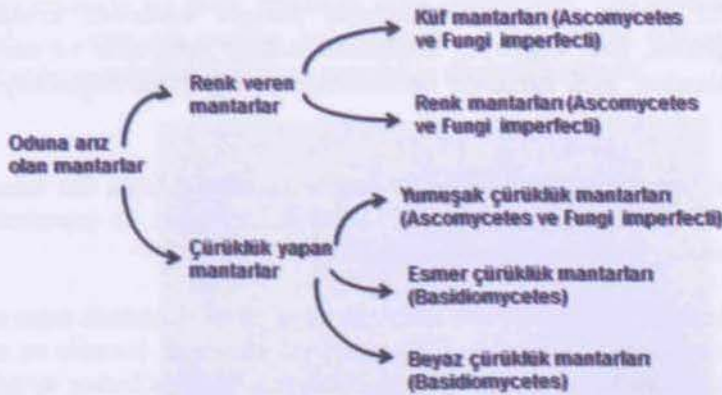 Oduna arız
olan mantarlar
Renk veren
mantarlar
Küf mantarları (Ascomycetes
ve Fungi imperfecti)
Renk mantarları (Ascomycetes
ve Fungi imperfecti)
Çürüklük yapan
mantarlar
Yumuşak çürüklük mantarları
(Ascomycetes ve Fungi imperfecti)
Esmer çürüklük mantarları
(Basidiomycetes)
Beyaz çürüklük mantarları
(Basidiomycetes)